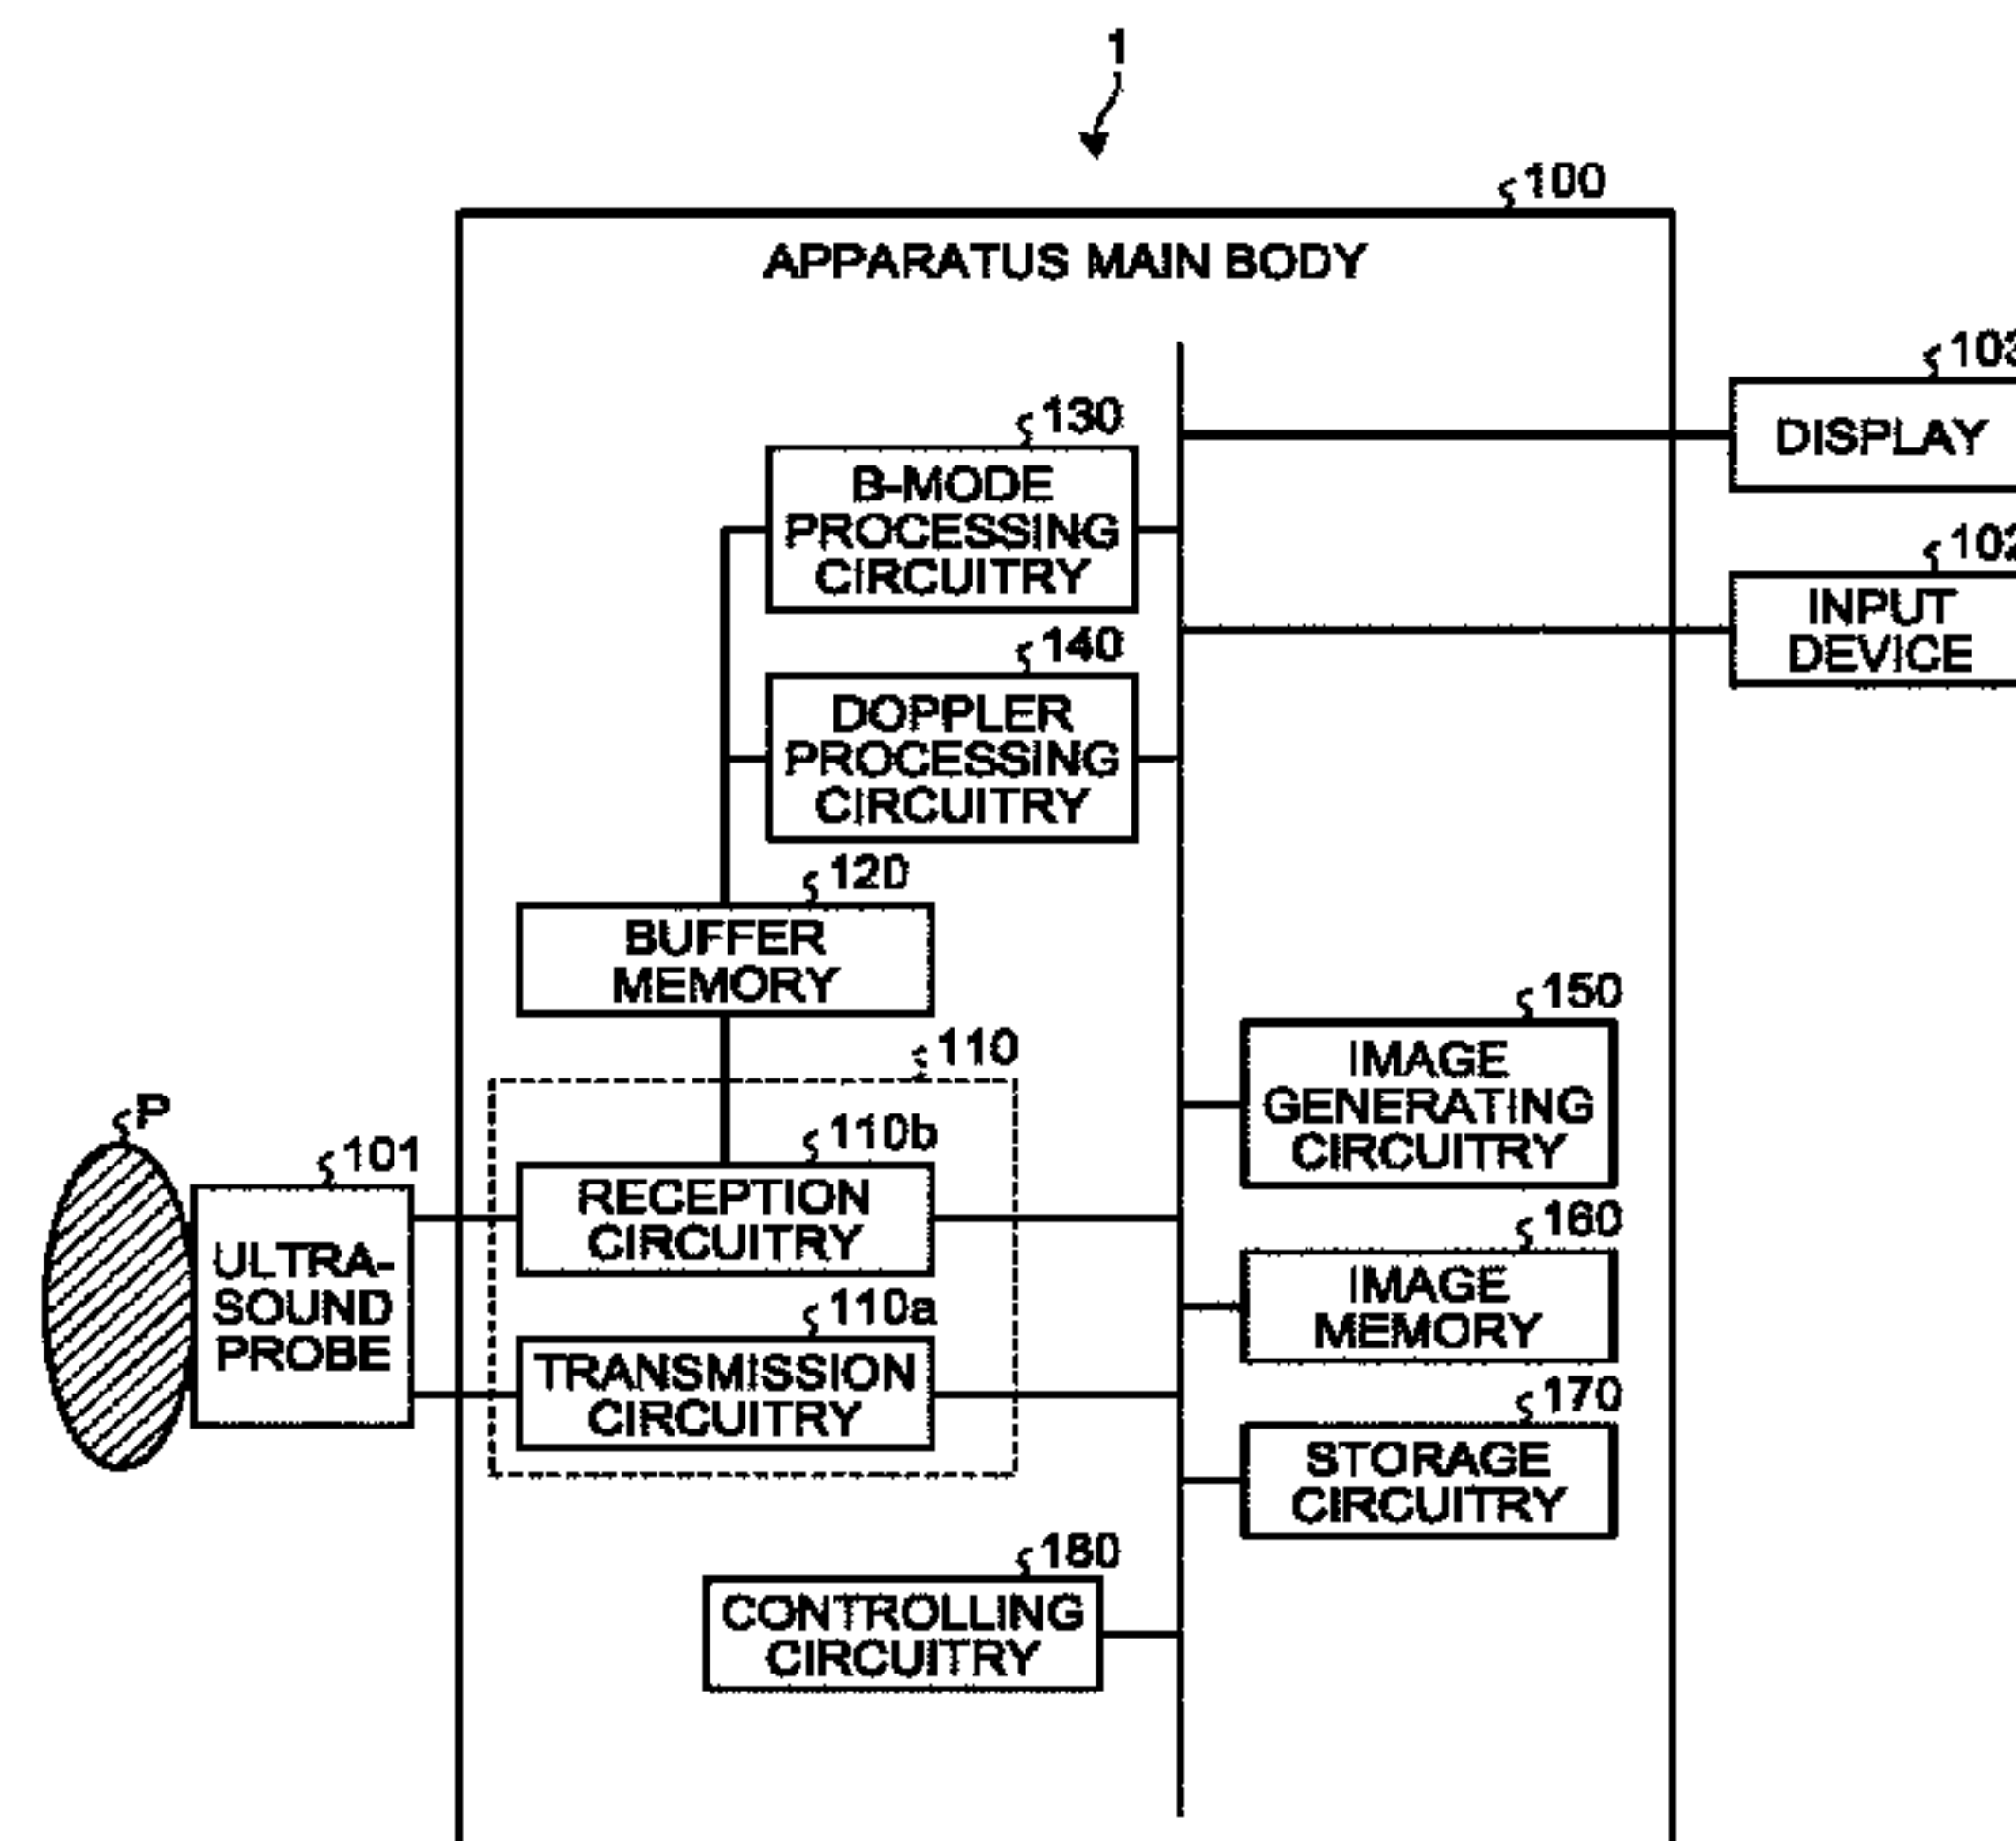 1
100
APPARATUS MAIN BODY
103
DISPLAY
130
B-MODE
PROCESSING
CIRCUITRY
102
INPUT
DEVICE
140
DOPPLER
PROCESSING
CIRCUITRY
120
BUFFER
MEMORY
150
IMAGE
GENERATING
CIRCUITRY
110
P
101
ULTRA-
SOUND
PROBE
110b
RECEPTION
CIRCUITRY
160
IMAGE
MEMORY
110a
TRANSMISSION
CIRCUITRY
170
STORAGE
CIRCUITRY
180
CONTROLLING
CIRCUITRY